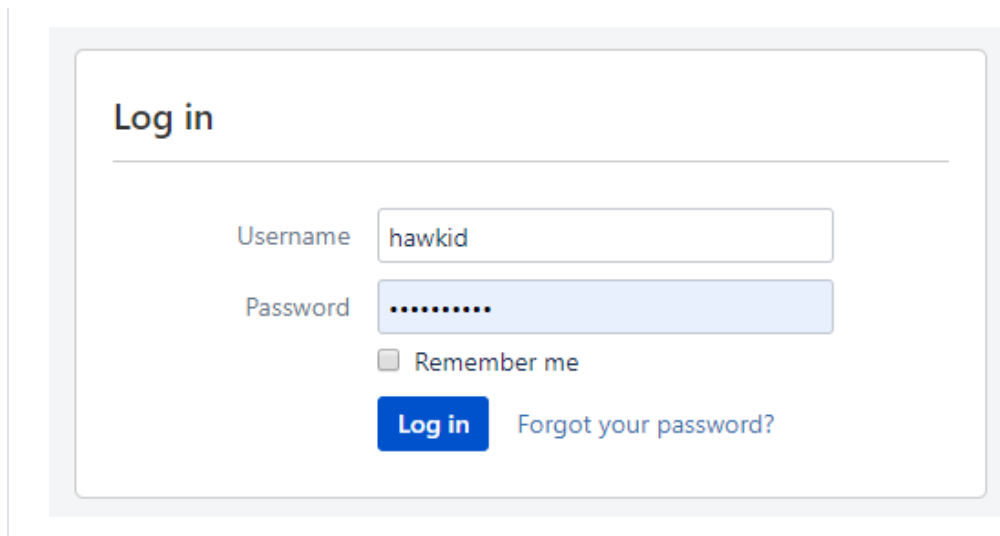 Log in
Username hawkid
Password ••••••••••
Remember me
Log in Forgot your password?